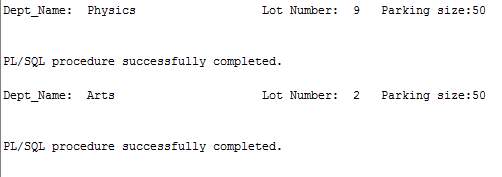 Dept_Name:  Physics                  Lot Number:  9   Parking size:50
PL/SQL procedure successfully completed.
Dept_Name:  Arts                     Lot Number:  2   Parking size:50
PL/SQL procedure successfully completed.